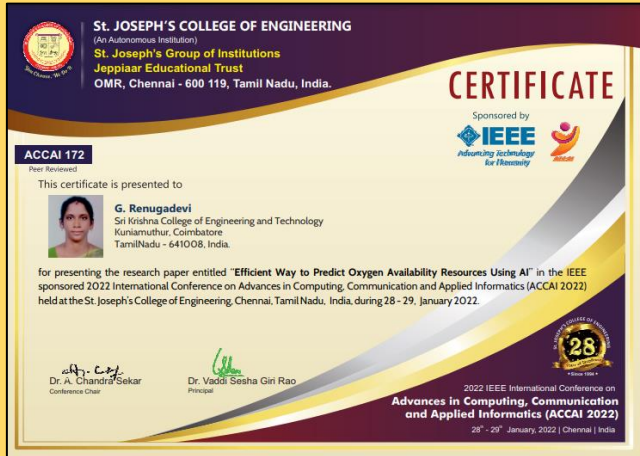 St. JOSEPH'S COLLEGE OF ENGINEERING
(An Autonomous Institution)
St. Joseph's Group of Institutions
Jeppiaar Educational Trust
OMR, Chennai - 600 119, Tamil Nadu, India.
CERTIFICATE
Sponsored by
IEEE
Advancing Technology
for Humanity
ACCAI 172
Peer Reviewed
This certificate is presented to
G. Renugadevi
Sri Krishna College of Engineering and Technology
Kuniamuthur, Coimbatore
TamilNadu - 641008, India.
for presenting the research paper entitled "Efficient Way to Predict Oxygen Availability Resources Using AI" in the IEEE
sponsored 2022 International Conference on Advances in Computing, Communication and Applied Informatics (ACCAI 2022)
held at the St. Joseph's College of Engineering, Chennai, Tamil Nadu, India, during 28 - 29, January 2022.
28
Since 1994
Dr. A. Chandra Sekar
Conference Chair
Dr. Vaddi Sesha Giri Rao
Principal
2022 IEEE International Conference on
Advances in Computing, Communication
and Applied Informatics (ACCAI 2022)
28th - 29th January, 2022 | Chennai | India